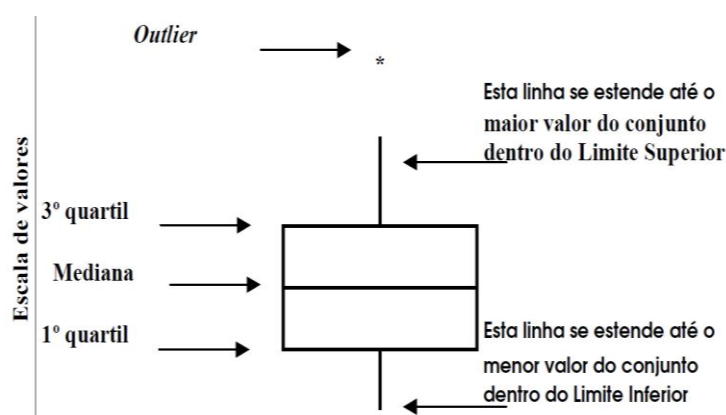 Outlier
*
Esta linha se estende até o
maior valor do conjunto
dentro do Limite Superior
Escala de valores
3º quartil
Mediana
1º quartil
Esta linha se estende até o
menor valor do conjunto
dentro do Limite Inferior